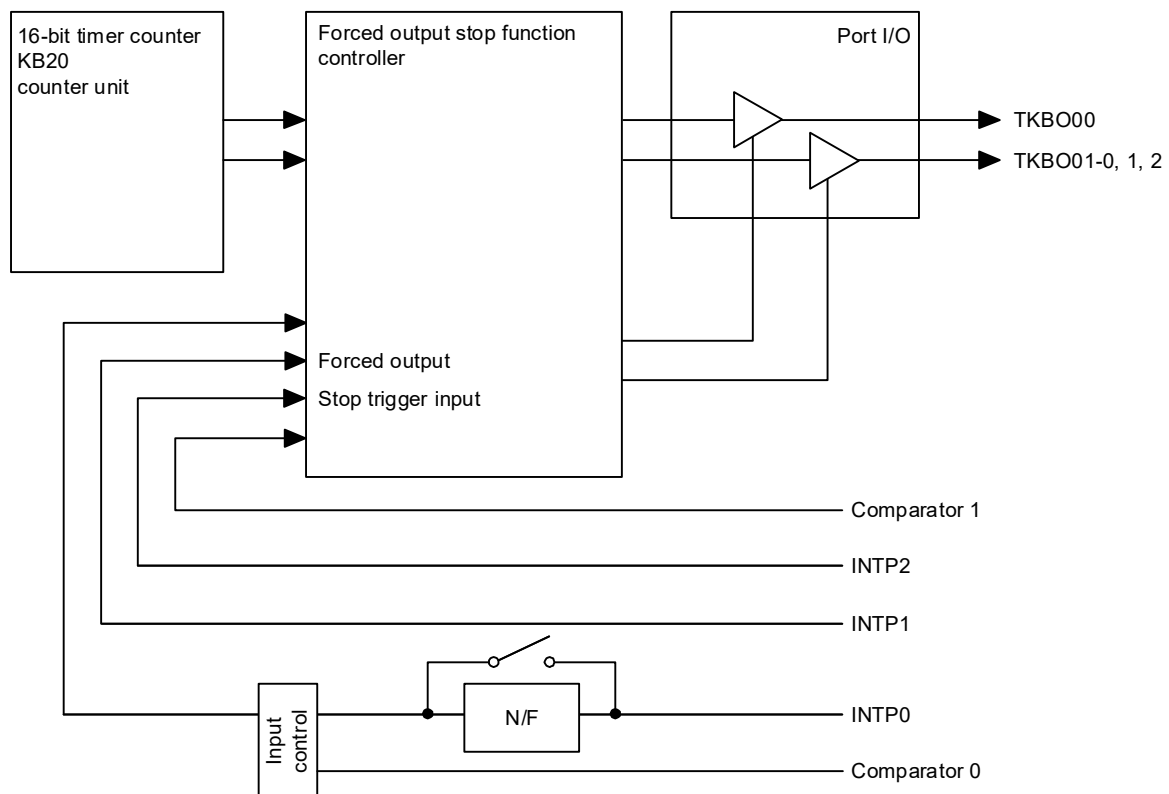 16-bit timer counter
KB20
counter unit
Forced output stop function
controller
Port I/O
TKBO00
TKBO01-0, 1, 2
Forced output
Stop trigger input
Comparator 1
INTP2
INTP1
N/F
INTP0
Input
control
Comparator 0